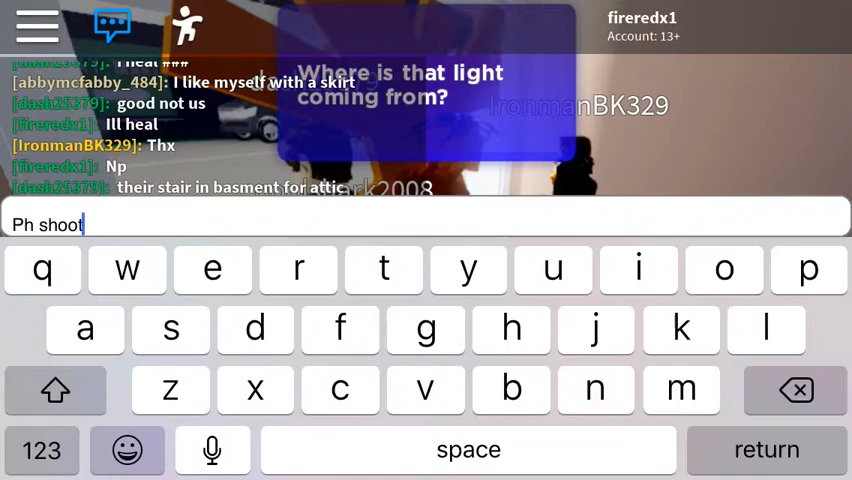 fireredx1
Account: 13+
[dash25379]: I heal ###
[abbymcfabby_484]: I like myself with a skirt
[dash25379]: good not us
[fireredx1]: Ill heal
[IronmanBK329]: Thx
[fireredx1]: Np
[dash25379]: their stair in basment for attic
Where is that light
coming from?
IronmanBK329
Ph shoot
q w e r t y u i o p
a s d f g h j k l
z x c v b n m
123 space return